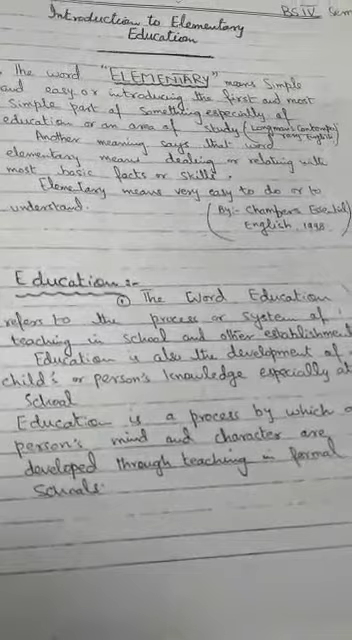 BS.IV Sem
Introduction to Elementary
Education
The word "ELEMENTARY" means Simple
and easy or introducing the first and most
Simple part of Something especially of
education or an area of study (Longman Contempo
rary English
Another meaning says that word
elementary means dealing or relating with
most basic facts or skills.
Elementary means very easy to do or to
understand.
(By:- Chambers Essential
English, 1998
Education :-
① The Word Education
refers to the process or system of
teaching in school and other establishment
Education is also the development of
child's or person's knowledge especially at
School
Education is a process by which a
person's mind and character are
developed through teaching in formal
Schools.